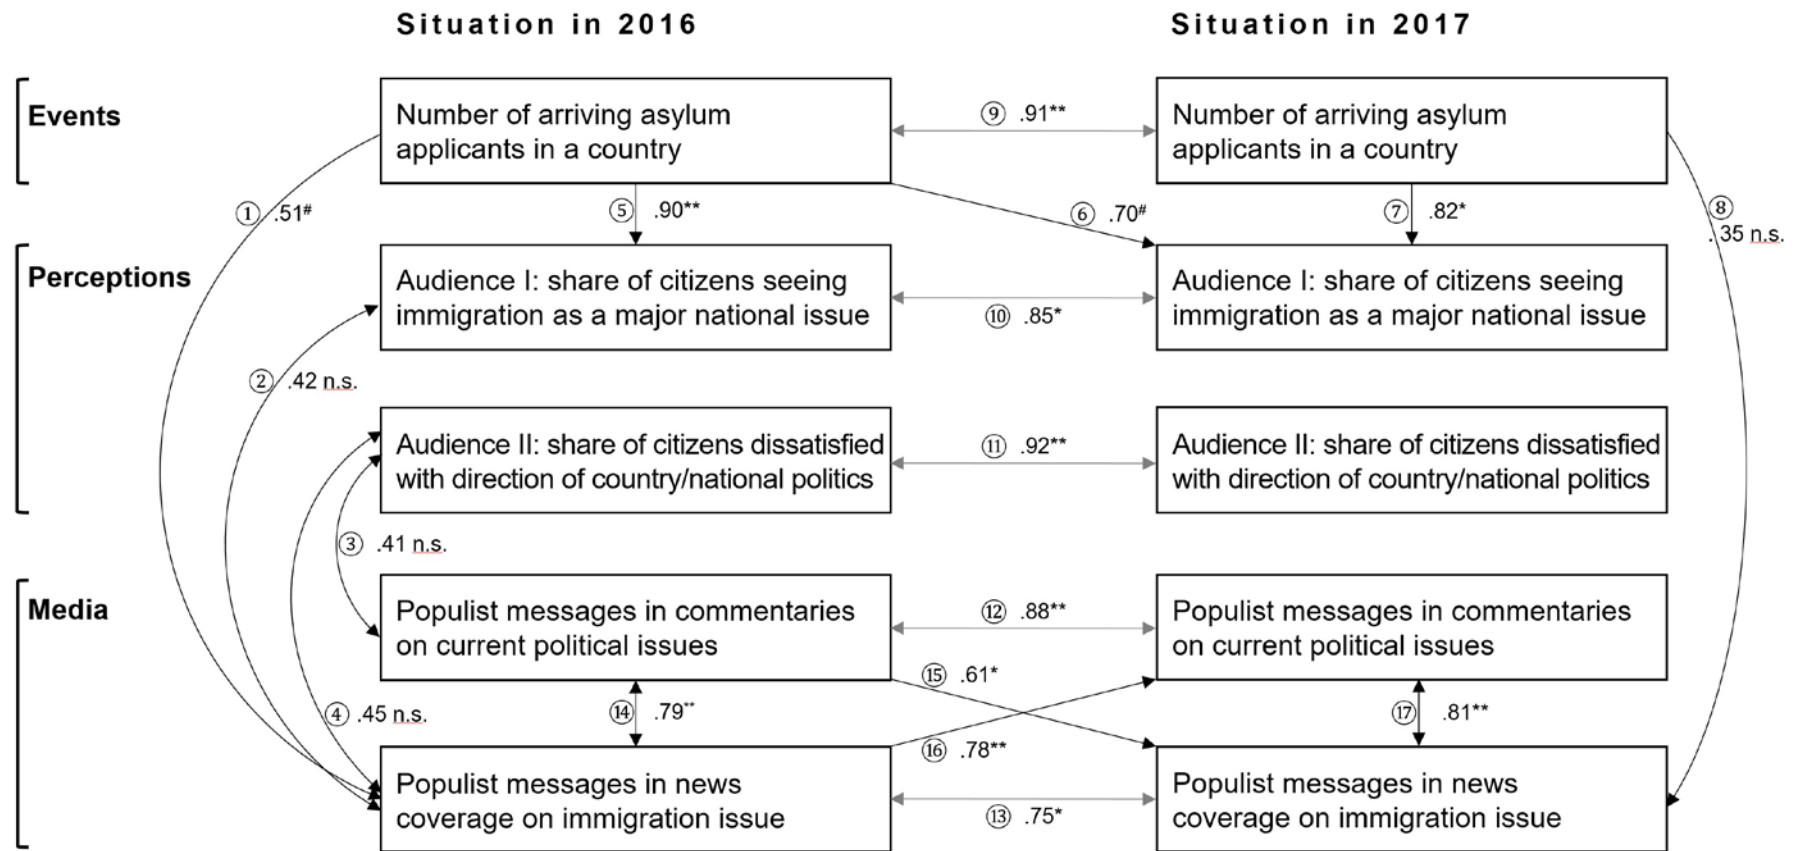 Situation in 2016
Situation in 2017
Events
Number of arriving asylum
applicants in a country
⑨ .91**
Number of arriving asylum
applicants in a country
① .51#
⑤ .90**
⑥ .70#
⑦ .82*
⑧
.35 n.s.
Perceptions
Audience I: share of citizens seeing
immigration as a major national issue
⑩ .85*
Audience I: share of citizens seeing
immigration as a major national issue
② .42 n.s.
Audience II: share of citizens dissatisfied
with direction of country/national politics
⑪ .92**
Audience II: share of citizens dissatisfied
with direction of country/national politics
③ .41 n.s.
Media
Populist messages in commentaries
on current political issues
⑫ .88**
Populist messages in commentaries
on current political issues
⑮ .61*
④ .45 n.s.
⑭ .79**
⑰ .81**
⑯ .78**
Populist messages in news
coverage on immigration issue
⑬ .75*
Populist messages in news
coverage on immigration issue